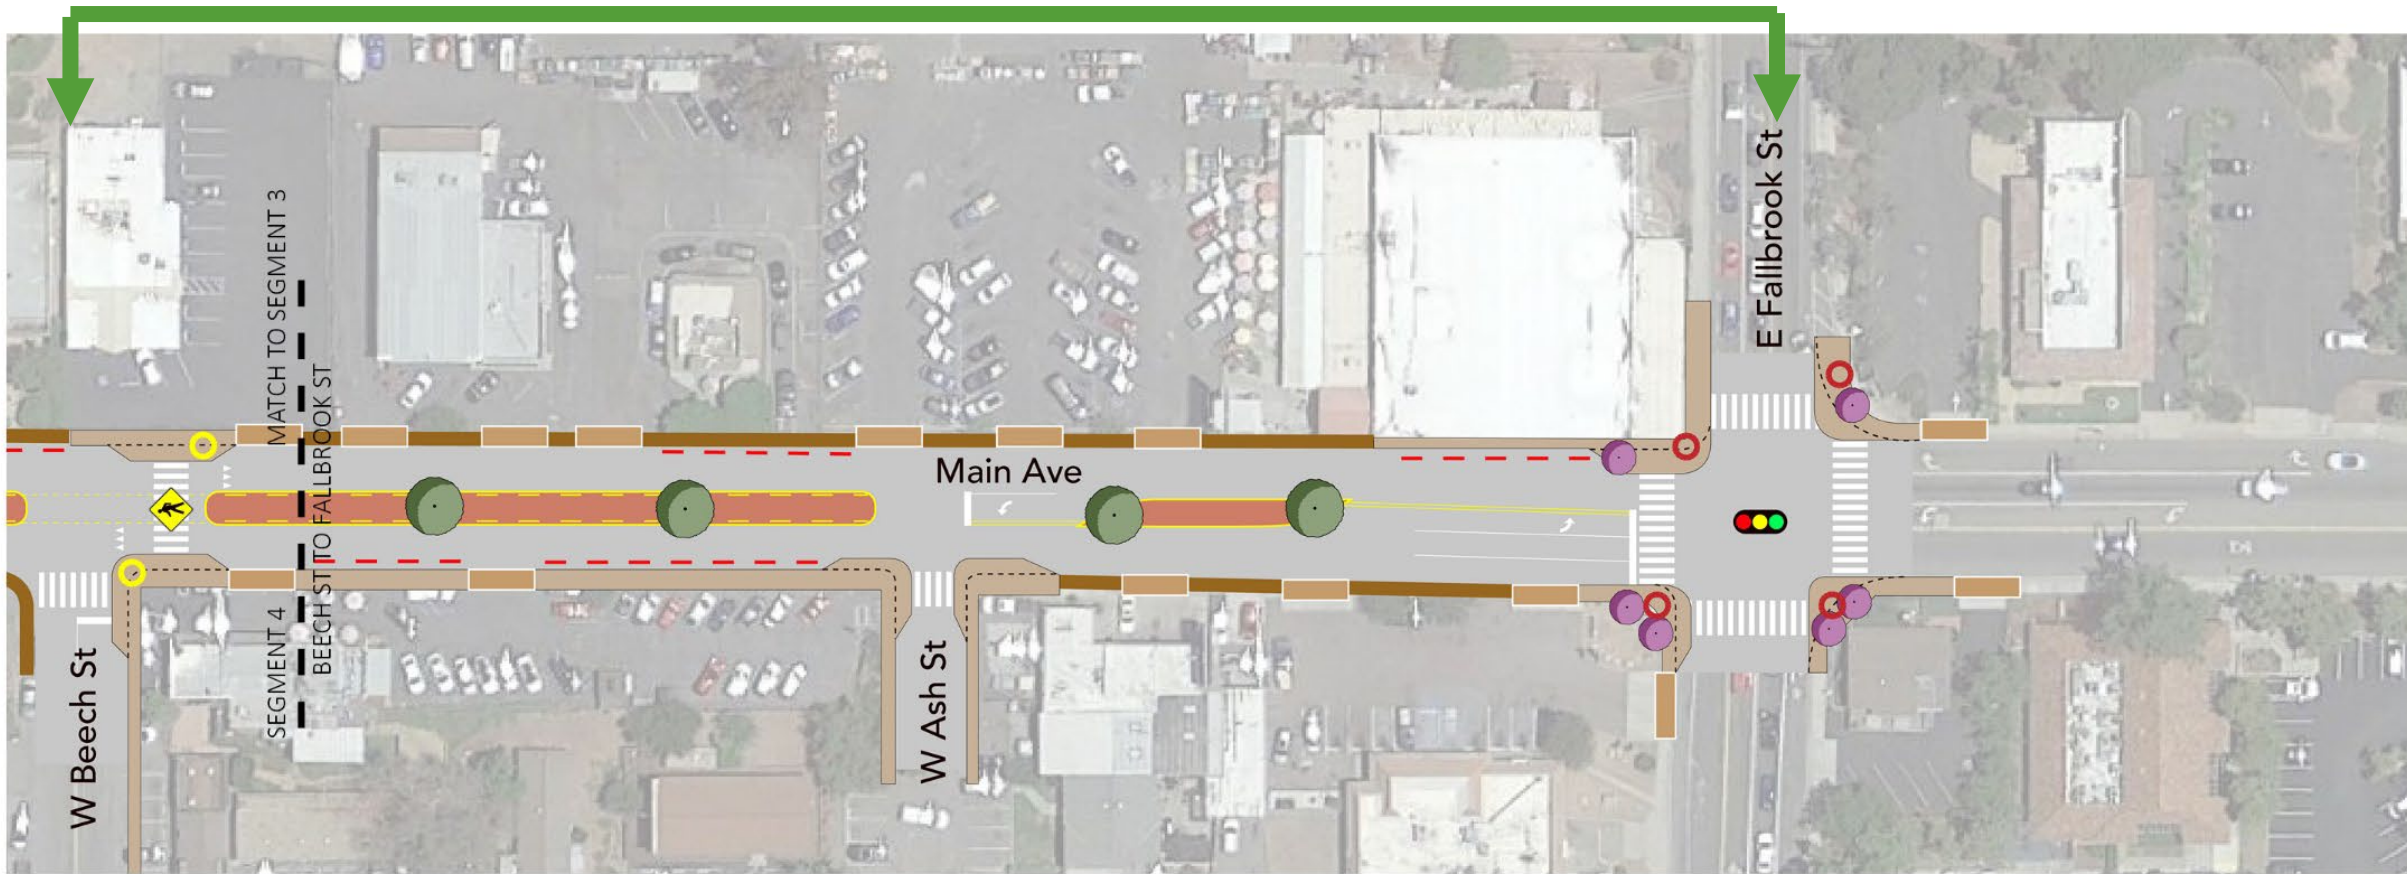 MATCH TO SEGMENT 3
SEGMENT 4
BEECH ST TO FALLBROOK ST
Main Ave
E Fallbrook St
W Beech St
W Ash St